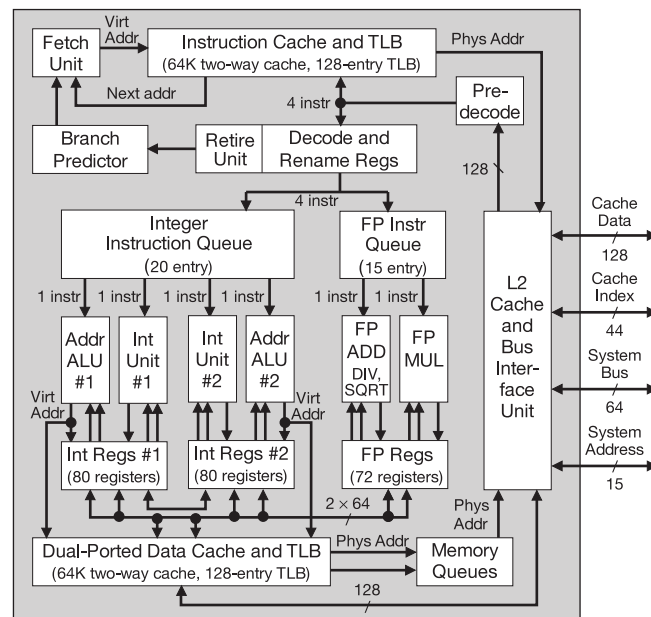 Virt
Addr
Fetch
Unit
Instruction Cache and TLB
(64K two-way cache, 128-entry TLB)
Phys Addr
Next addr
4 instr
Pre-
decode
Branch
Predictor
Retire
Unit
Decode and
Rename Regs
128
4 instr
Integer
Instruction Queue
(20 entry)
FP Instr
Queue
(15 entry)
1 instr
1 instr
1 instr
1 instr
1 instr
1 instr
Addr
ALU
#1
Int
Unit
#1
Int
Unit
#2
Addr
ALU
#2
FP
ADD
DIV,
SQRT
FP
MUL
L2
Cache
and
Bus
Interface
Unit
Cache
Data
128
Cache
Index
44
System
Bus
64
System
Address
15
Virt
Addr
Virt
Addr
Int Regs #1
(80 registers)
Int Regs #2
(80 registers)
FP Regs
(72 registers)
2 × 64
Phys
Addr
Dual-Ported Data Cache and TLB
(64K two-way cache, 128-entry TLB)
Phys Addr
Memory
Queues
128